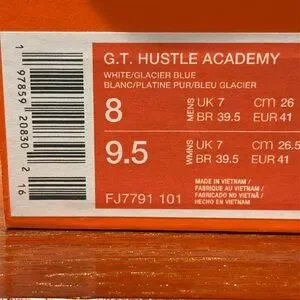 G.T. HUSTLE ACADEMY
WHITE/GLACIER BLUE
BLANC/PLATINE PUR/BLEU GLACIER
8 MENS UK 7 cm 26
BR 39.5 EUR 41
9.5 WMNS UK 7 cm 26.5
BR 39.5 EUR 41
MADE IN VIETNAM /
FABRIQUE AU VIETNAM /
FABRICADO NO VIETNÃ /
HECHO EN VIETNAM
FJ7791 101
1 97859 20830 2 16